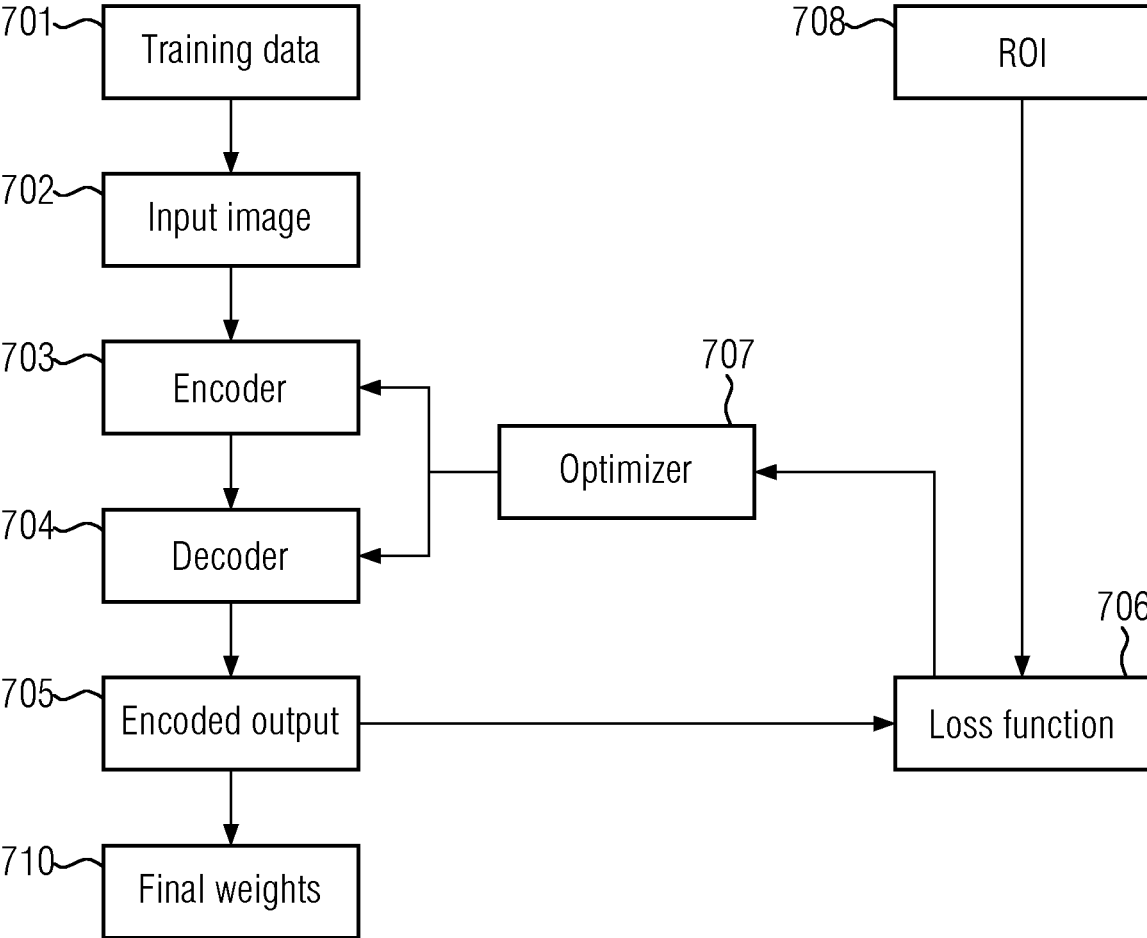 701
Training data
708
ROI
702
Input image
703
Encoder
707
Optimizer
704
Decoder
706
705
Encoded output
Loss function
710
Final weights